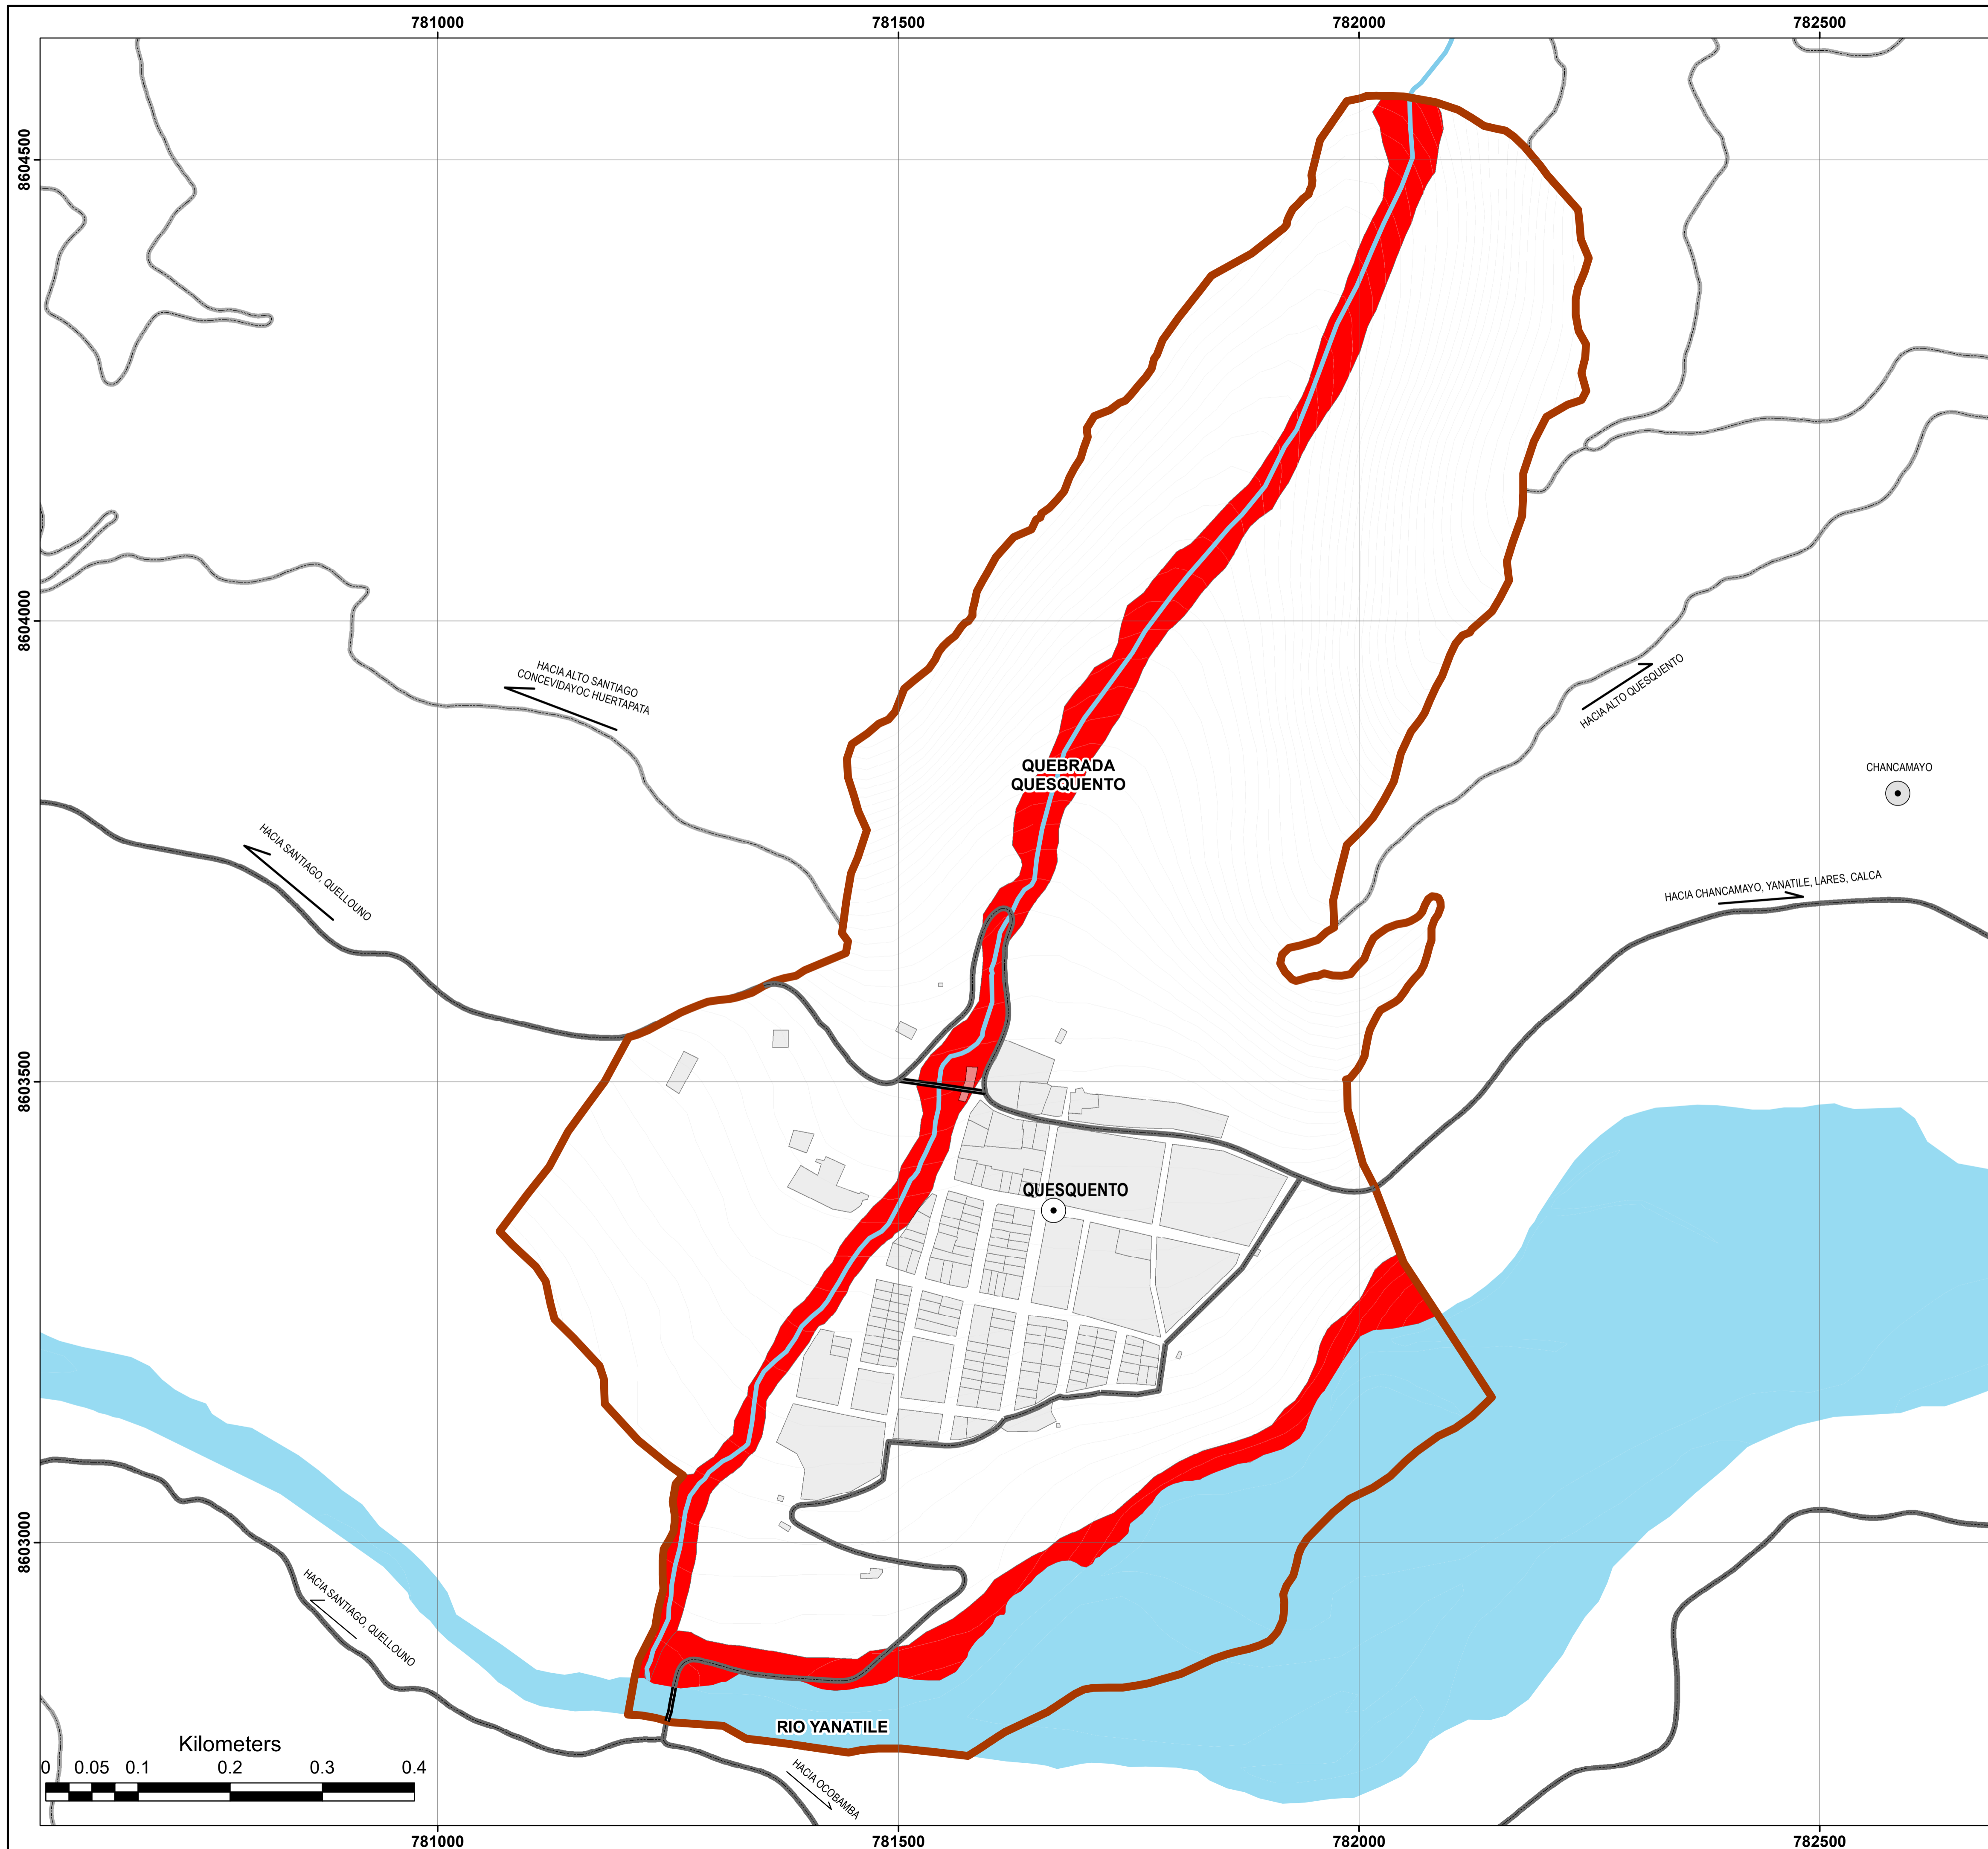 781000
781500
782000
782500
8604500
8604000
HACIA ALTO SANTIAGO
CONCEVIDAYOC HUERTAPATA
HACIA ALTO QUESQUENTO
QUEBRADA
QUESQUENTO
CHANCAMAYO
HACIA SANTIAGO, QUELLOUNO
HACIA CHANCAMAYO, YANATILE, LARES, CALCA
8603500
QUESQUENTO
8603000
HACIA SANTIAGO, QUELLOUNO
RIO YANATILE
Kilometers
0 0.05 0.1 0.2 0.3 0.4
HACIA OCOBAMBA
781000
781500
782000
782500